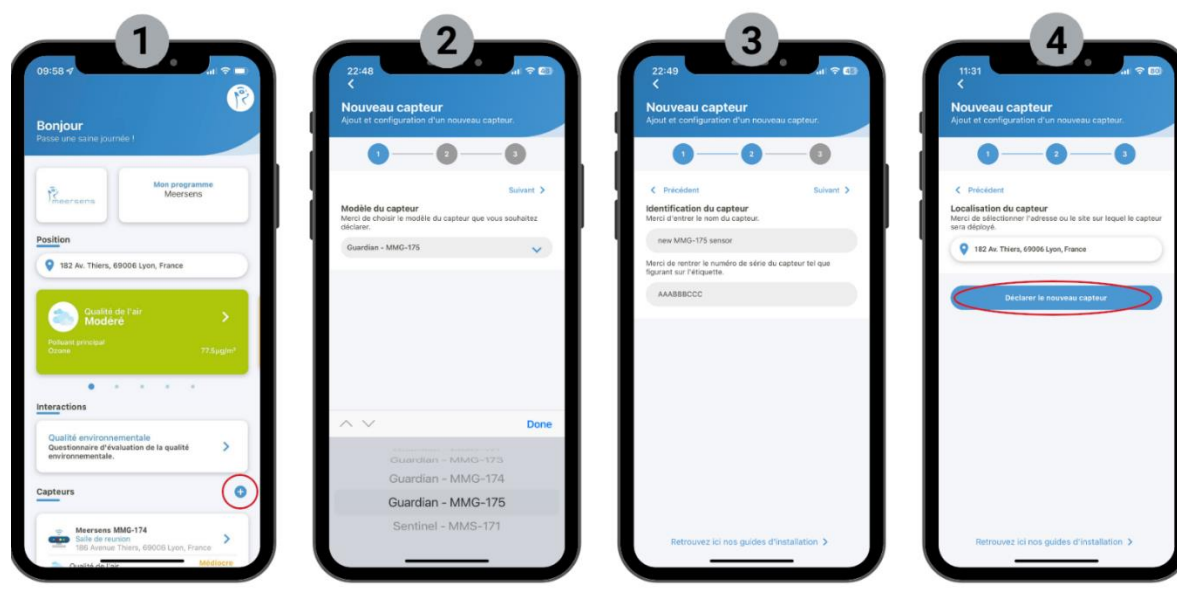 1
09:58
Bonjour
Passe une saine journée !
meersens
Mon programme
Meersens
Position
182 Av. Thiers, 69006 Lyon, France
Qualité de l'air
Modéré
Polluant principal
Ozone
77.5µg/m³
Interactions
Qualité environnementale
Questionnaire d'évaluation de la qualité
environnementale.
Capteurs
Meersens MMG-174
Salle de reunion
186 Avenue Thiers, 69006 Lyon, France
Qualité de l'air
Médiocre
2
22:48
Nouveau capteur
Ajout et configuration d'un nouveau capteur.
1 2 3
Suivant
Modèle du capteur
Merci de choisir le modèle du capteur que vous souhaitez
déclarer.
Guardian - MMG-175
Done
Guardian - MMG-173
Guardian - MMG-174
Guardian - MMG-175
Sentinel - MMS-171
3
22:49
Nouveau capteur
Ajout et configuration d'un nouveau capteur.
1 2 3
Précédent Suivant
Identification du capteur
Merci d'entrer le nom du capteur.
new MMG-175 sensor
Merci de rentrer le numéro de série du capteur tel que
figurant sur l'étiquette.
AAABBBCCC
Retrouvez ici nos guides d'installation
4
11:31
80
Nouveau capteur
Ajout et configuration d'un nouveau capteur.
1 2 3
Précédent
Localisation du capteur
Merci de sélectionner l'adresse ou le site sur lequel le capteur
sera déployé.
182 Av. Thiers, 69006 Lyon, France
Déclarer le nouveau capteur
Retrouvez ici nos guides d'installation